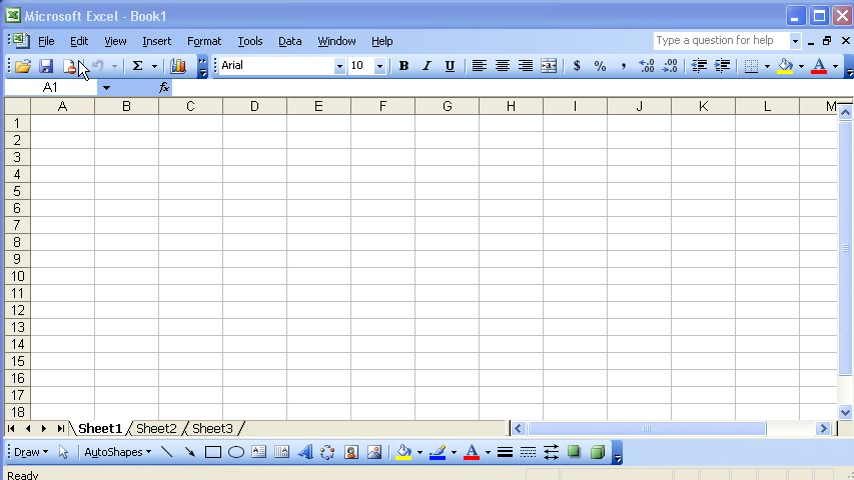 Microsoft Excel - Book1
File Edit View Insert Format Tools Data Window Help Type a question for help
Σ Arial 10 B I U $ % , A
A1 fx
A B C D E F G H I J K L M
1
2
3
4
5
6
7
8
9
10
11
12
13
14
15
16
17
18
Sheet1 Sheet2 Sheet3
Draw AutoShapes A A
Ready